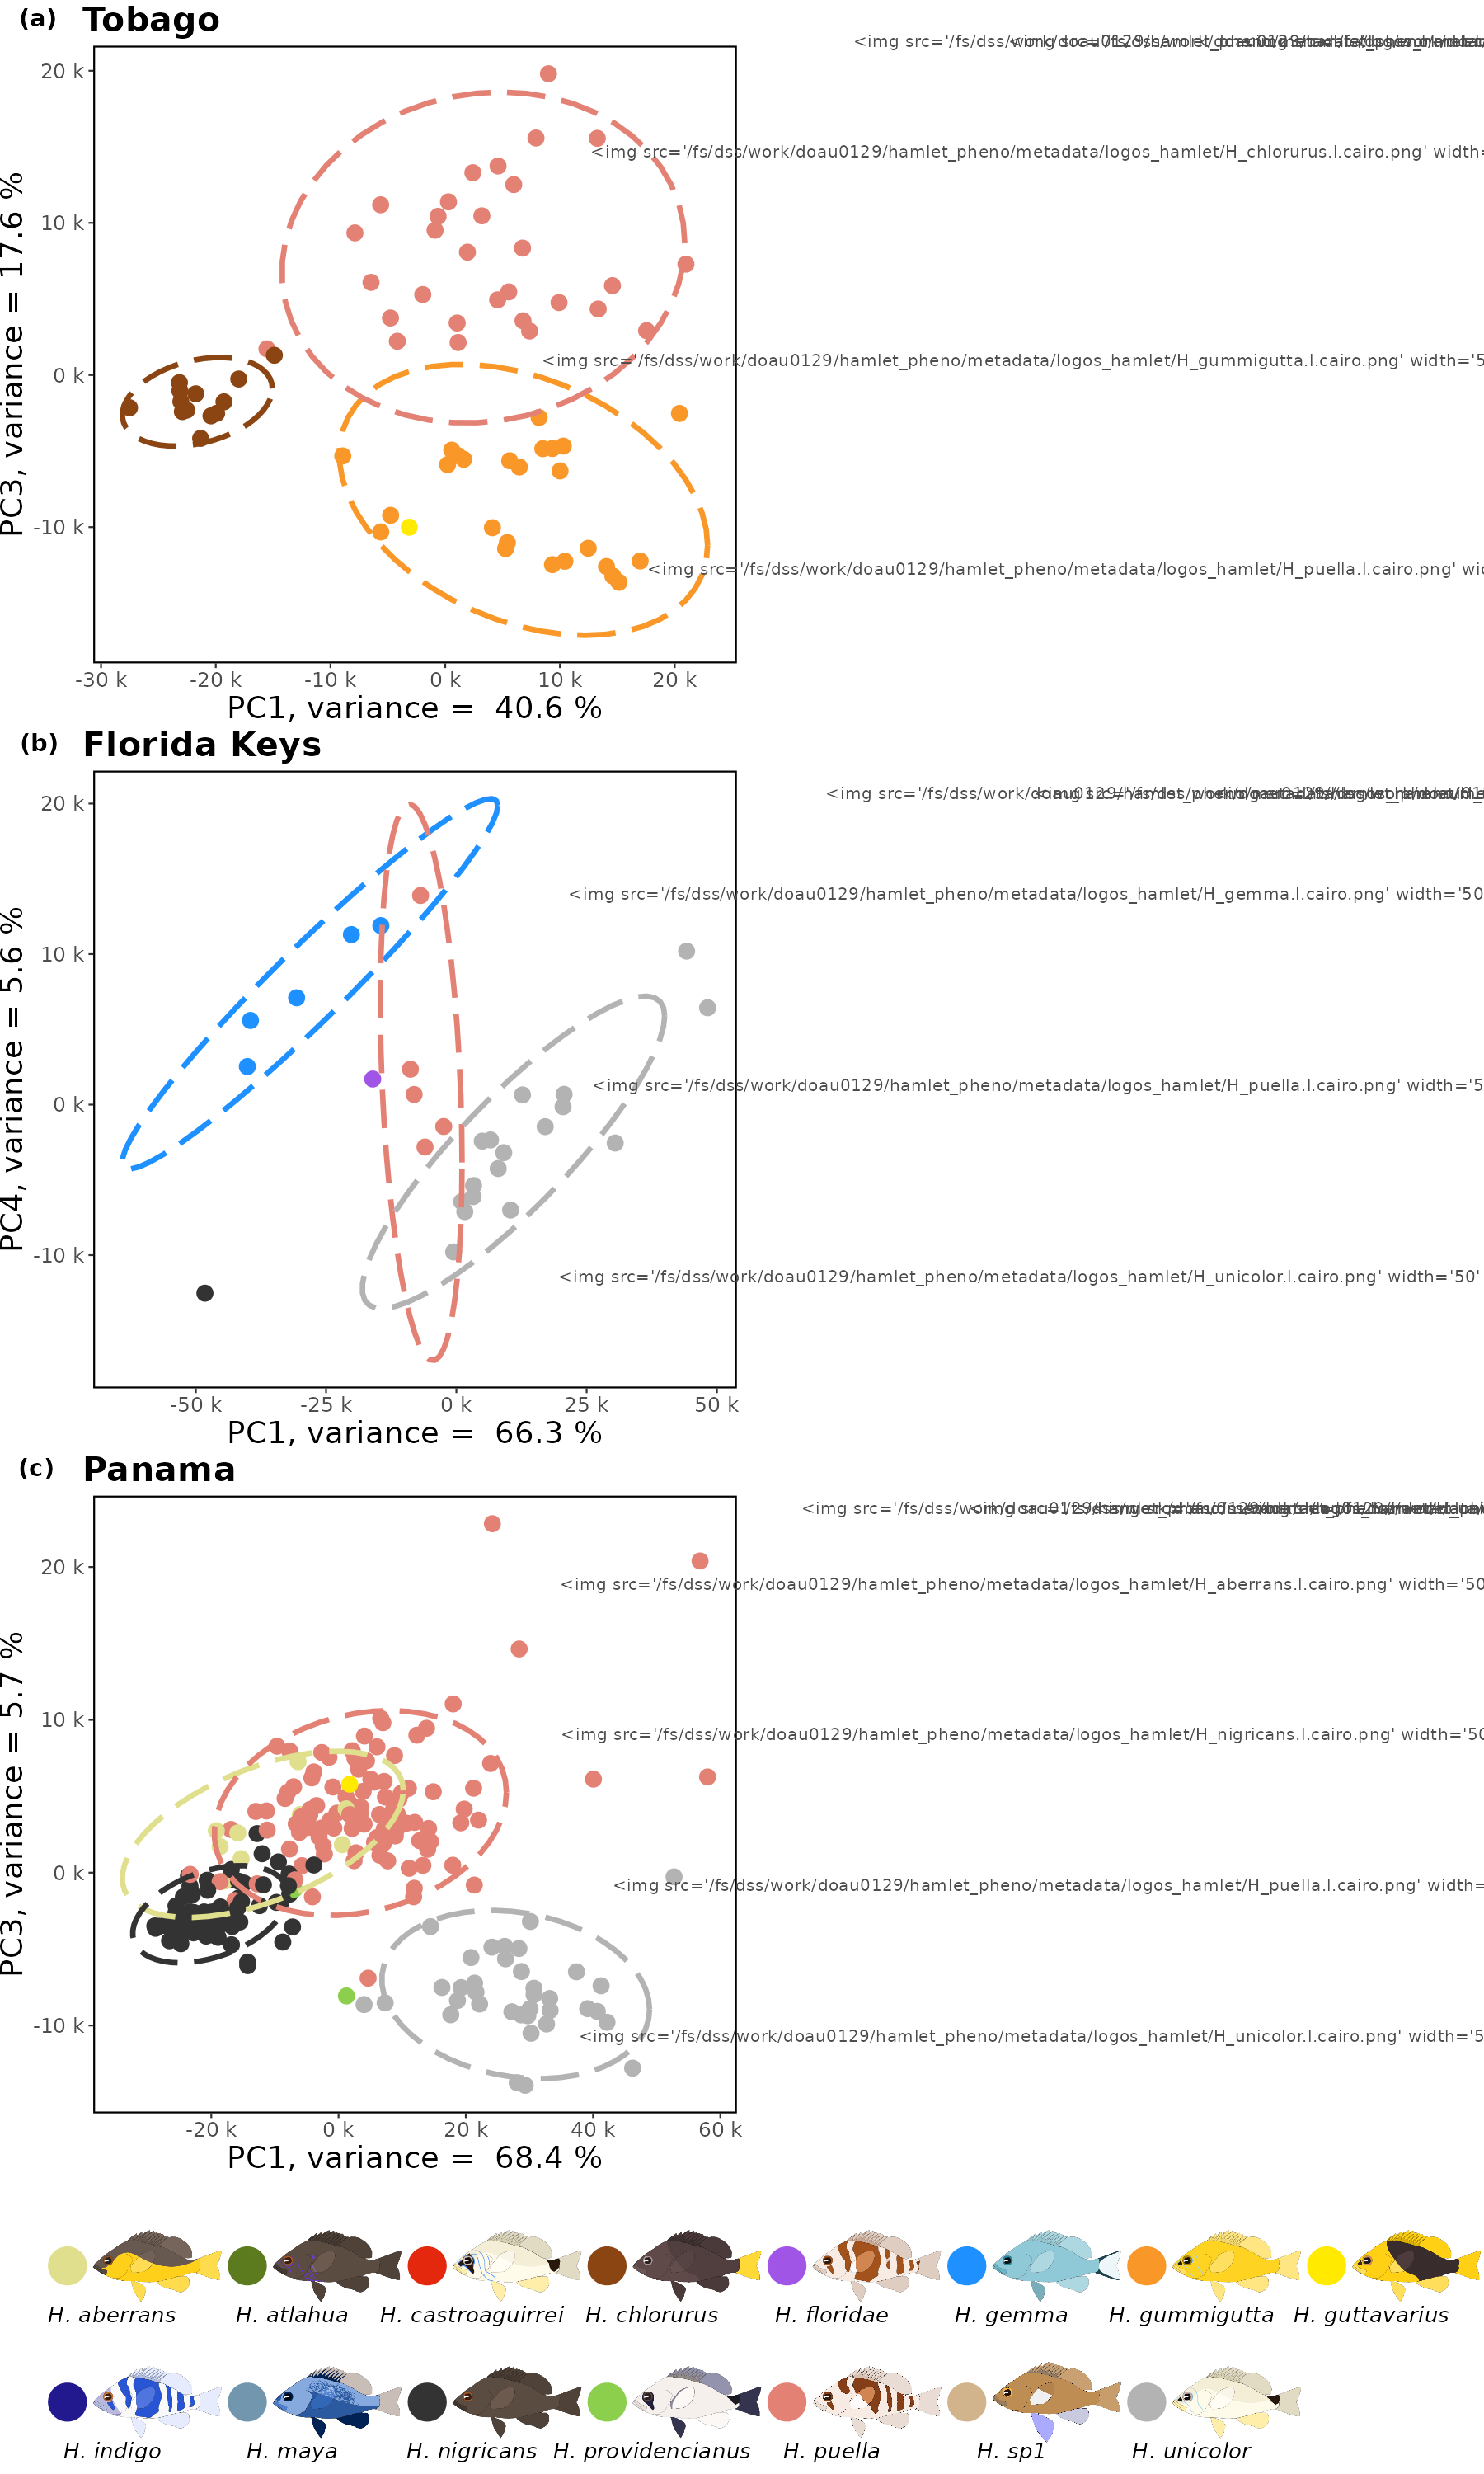 (a) Tobago
<img src='/fs/dss/work/doau0129/hamlet_pheno/metadata/logos_hamlet/H_chlorurus.l.cairo.png' width=
<img src='/fs/dss/work/doau0129/hamlet_pheno/metadata/logos_hamlet/H_gummigutta.l.cairo.png' width='5
<img src='/fs/dss/work/doau0129/hamlet_pheno/metadata/logos_hamlet/H_puella.l.cairo.png' wid
20 k
10 k
0 k
-10 k
PC3, variance = 17.6 %
-30 k -20 k -10 k 0 k 10 k 20 k
PC1, variance = 40.6 %
(b) Florida Keys
<img src='/fs/dss/work/doau0129/hamlet_pheno/metadata/logos_hamlet/H_gemma.l.cairo.png' width='50
<img src='/fs/dss/work/doau0129/hamlet_pheno/metadata/logos_hamlet/H_puella.l.cairo.png' width='5
<img src='/fs/dss/work/doau0129/hamlet_pheno/metadata/logos_hamlet/H_unicolor.l.cairo.png' width='50'
20 k
10 k
0 k
-10 k
PC4, variance = 5.6 %
-50 k -25 k 0 k 25 k 50 k
PC1, variance = 66.3 %
(c) Panama
<img src='/fs/dss/work/doau0129/hamlet_pheno/metadata/logos_hamlet/H_aberrans.l.cairo.png' width='50
<img src='/fs/dss/work/doau0129/hamlet_pheno/metadata/logos_hamlet/H_nigricans.l.cairo.png' width='50
<img src='/fs/dss/work/doau0129/hamlet_pheno/metadata/logos_hamlet/H_puella.l.cairo.png' width=
<img src='/fs/dss/work/doau0129/hamlet_pheno/metadata/logos_hamlet/H_unicolor.l.cairo.png' width='5
20 k
10 k
0 k
-10 k
PC3, variance = 5.7 %
-20 k 0 k 20 k 40 k 60 k
PC1, variance = 68.4 %
H. aberrans H. atlahua H. castroaguirrei H. chlorurus H. floridae H. gemma H. gummigutta H. guttavarius
H. indigo H. maya H. nigricans H. providencianus H. puella H. sp1 H. unicolor